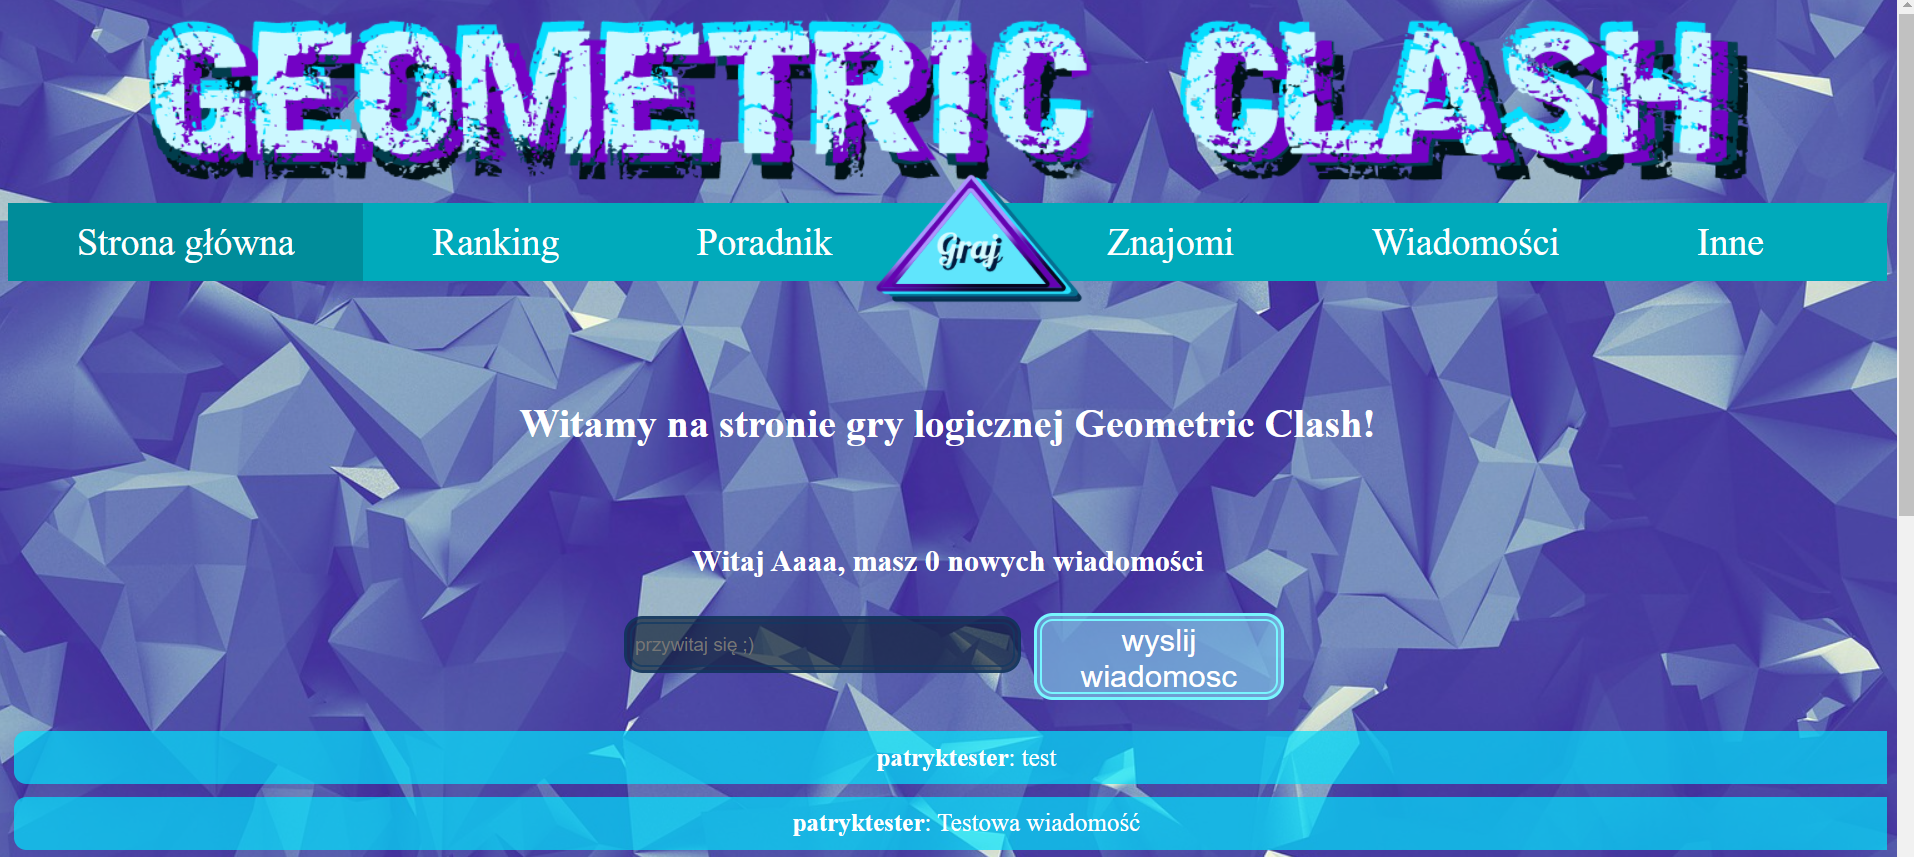 GEOMETRIC CLASH
Strona główna Ranking Poradnik Graj Znajomi Wiadomości Inne
Witamy na stronie gry logicznej Geometric Clash!
Witaj Aaaa, masz 0 nowych wiadomości
przywitaj się ;)
wyslij
wiadomosc
patryktester: test
patryktester: Testowa wiadomość